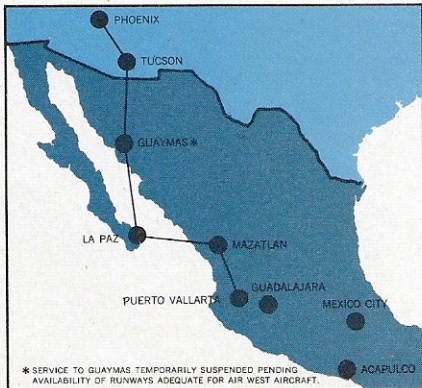 PHOENIX
TUCSON
GUAYMAS*
LA PAZ
MAZATLAN
PUERTO VALLARTA
GUADALAJARA
MEXICO CITY
ACAPULCO
* SERVICE TO GUAYMAS TEMPORARILY SUSPENDED PENDING
AVAILABILITY OF RUNWAYS ADEQUATE FOR AIR WEST AIRCRAFT.